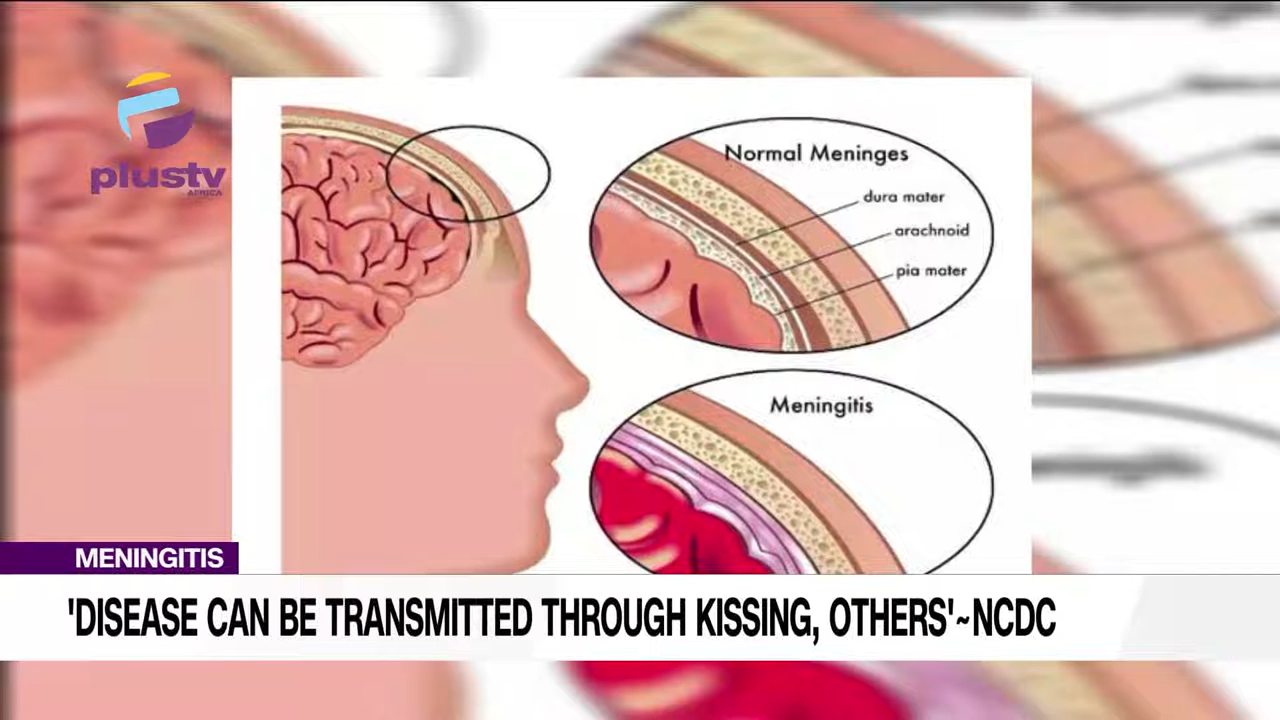 plustv
AFRICA
Normal Meninges
dura mater
arachnoid
pia mater
Meningitis
MENINGITIS
'DISEASE CAN BE TRANSMITTED THROUGH KISSING, OTHERS'~NCDC